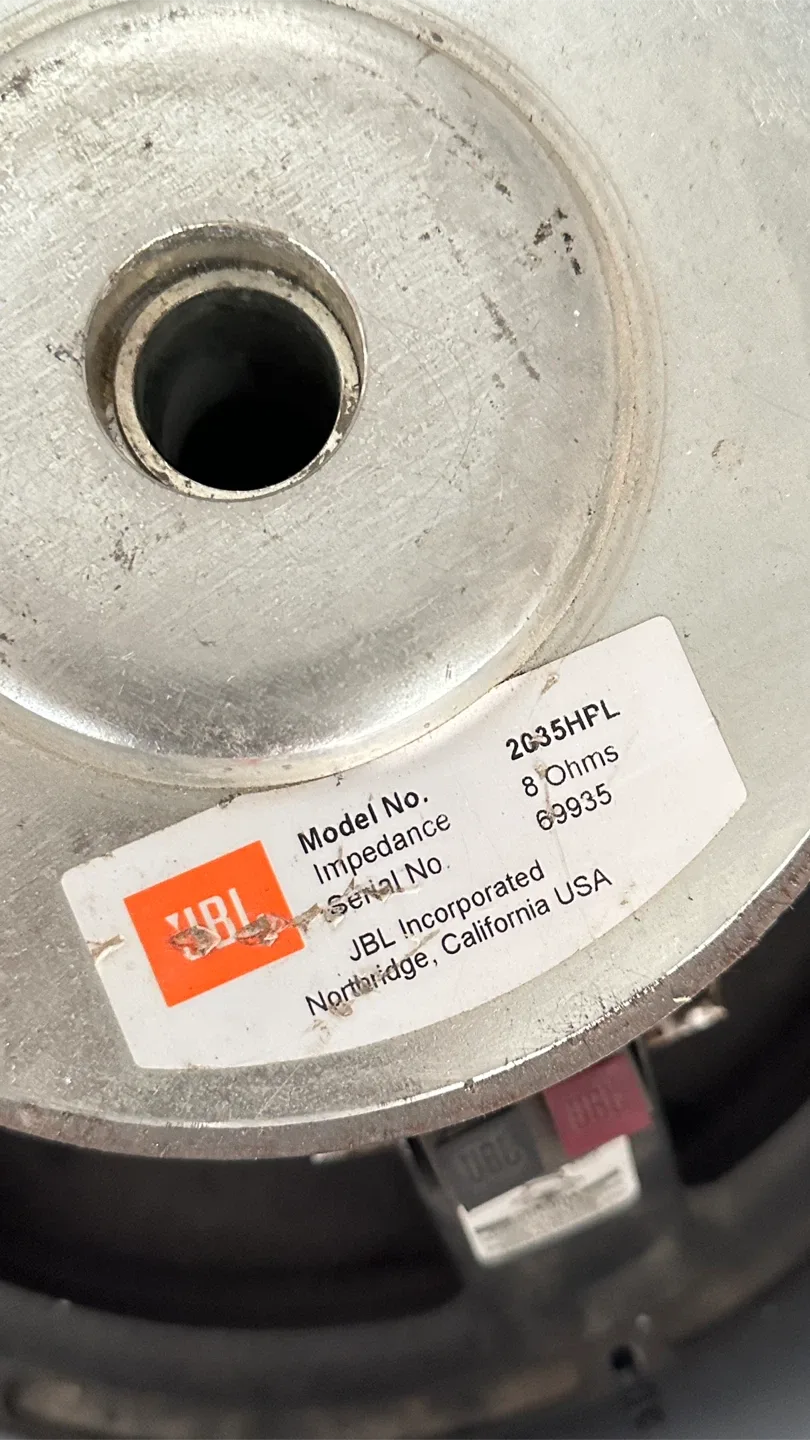 JBL
Model No. 2035HPL
Impedance 8 Ohms
Serial No. 69935
JBL Incorporated
Northridge, California USA
JBL
JBL